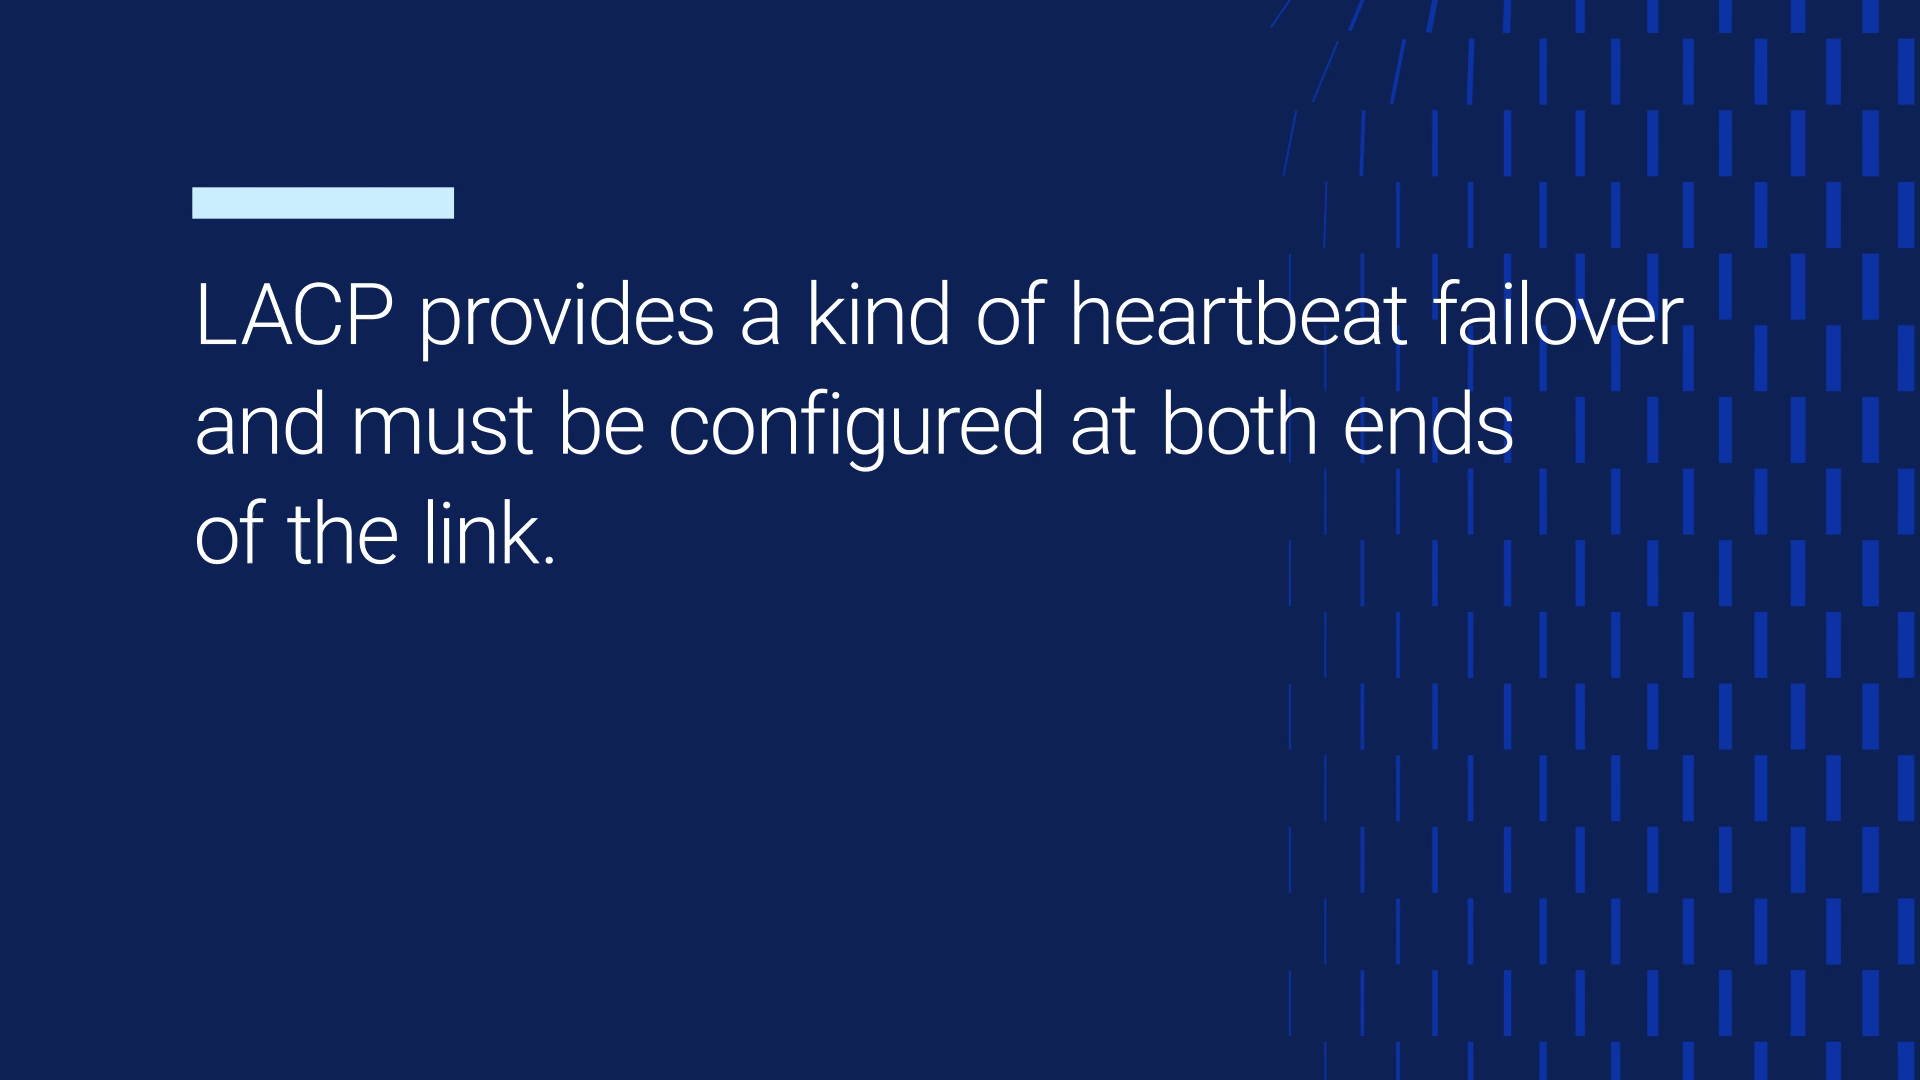 LACP provides a kind of heartbeat failover
and must be configured at both ends
of the link.